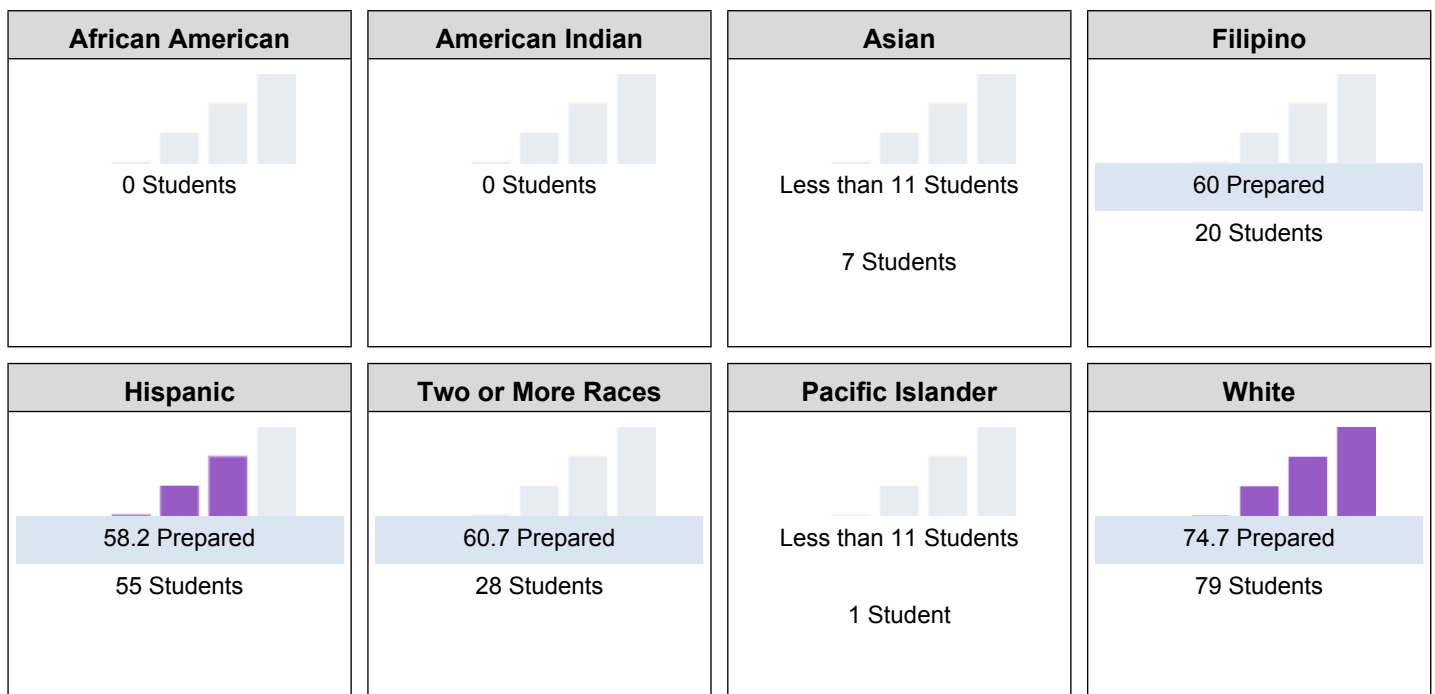 African American
0 Students
American Indian
0 Students
Asian
Less than 11 Students
7 Students
Filipino
60 Prepared
20 Students
Hispanic
58.2 Prepared
55 Students
Two or More Races
60.7 Prepared
28 Students
Pacific Islander
Less than 11 Students
1 Student
White
74.7 Prepared
79 Students